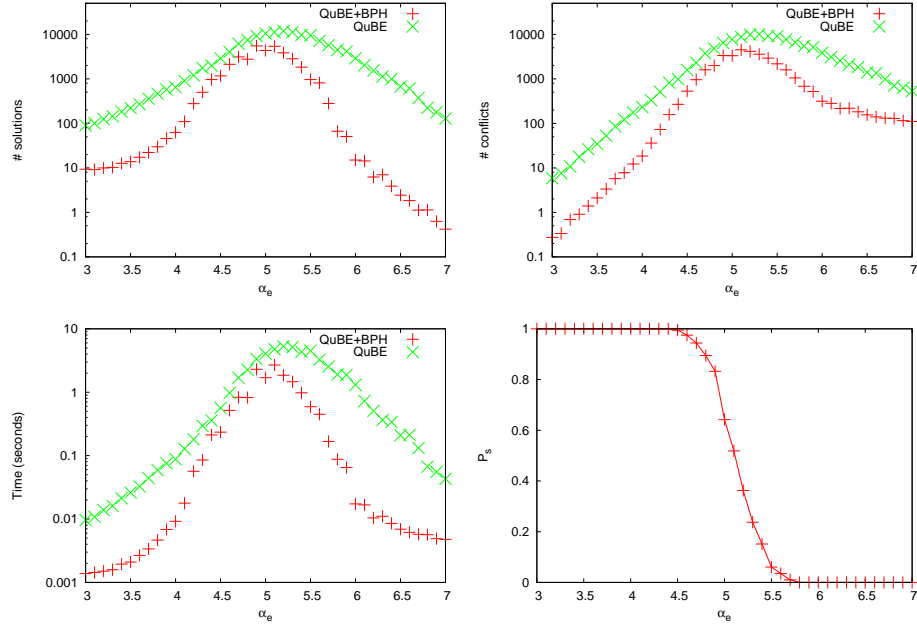 QuBE+BPH
QuBE
# solutions
10000
1000
100
10
1
0.1
3 3.5 4 4.5 5 5.5 6 6.5 7
αe
QuBE+BPH
QuBE
# conflicts
10000
1000
100
10
1
0.1
3 3.5 4 4.5 5 5.5 6 6.5 7
αe
QuBE+BPH
QuBE
Time (seconds)
10
1
0.1
0.01
0.001
3 3.5 4 4.5 5 5.5 6 6.5 7
αe
Ps
1
0.8
0.6
0.4
0.2
0
3 3.5 4 4.5 5 5.5 6 6.5 7
αe